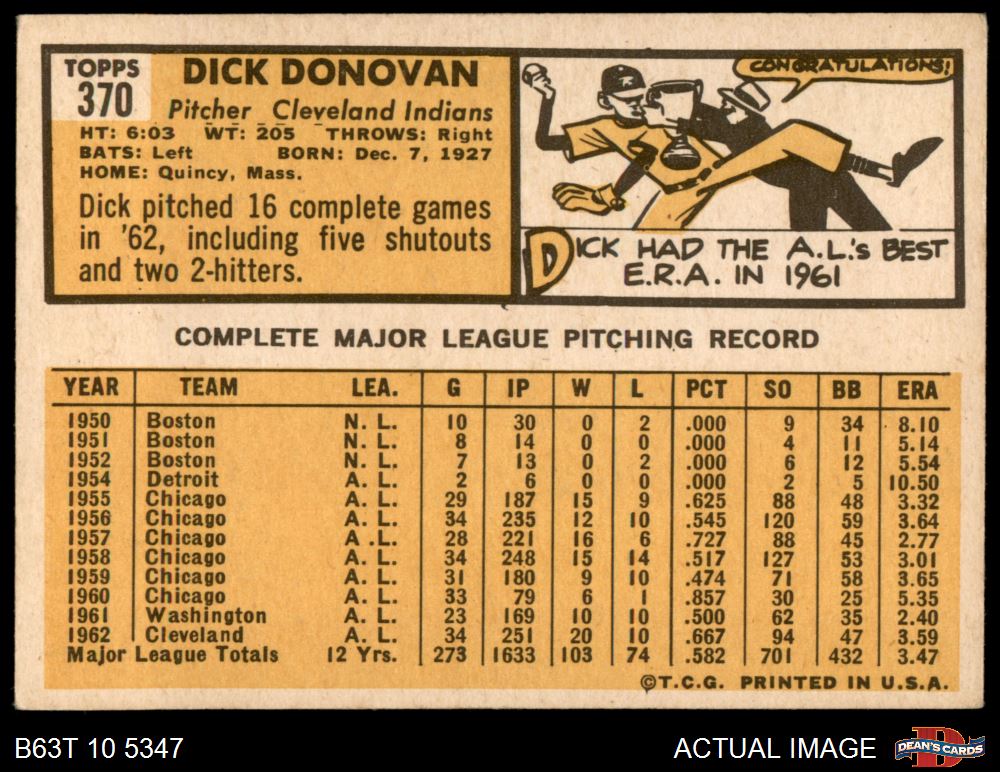 TOPPS
370
DICK DONOVAN
Pitcher Cleveland Indians
HT: 6:03 WT: 205 THROWS: Right
BATS: Left BORN: Dec. 7, 1927
HOME: Quincy, Mass.
Dick pitched 16 complete games
in '62, including five shutouts
and two 2-hitters.
CONGRATULATIONS!
DICK HAD THE A.L.'s BEST
E.R.A. IN 1961
COMPLETE MAJOR LEAGUE PITCHING RECORD
YEAR TEAM LEA. G IP W L PCT SO BB ERA
1950 Boston N. L. 10 30 0 2 .000 9 34 8.10
1951 Boston N. L. 8 14 0 0 .000 4 11 5.14
1952 Boston N. L. 7 13 0 2 .000 6 12 5.54
1954 Detroit A. L. 2 6 0 0 .000 2 5 10.50
1955 Chicago A. L. 29 187 15 9 .625 88 48 3.32
1956 Chicago A. L. 34 235 12 10 .545 120 59 3.64
1957 Chicago A .L. 28 221 16 6 .727 88 45 2.77
1958 Chicago A. L. 34 248 15 14 .517 127 53 3.01
1959 Chicago A. L. 31 180 9 10 .474 71 58 3.65
1960 Chicago A. L. 33 79 6 1 .857 30 25 5.35
1961 Washington A. L. 23 169 10 10 .500 62 35 2.40
1962 Cleveland A. L. 34 251 20 10 .667 94 47 3.59
Major League Totals 12 Yrs. 273 1633 103 74 .582 701 432 3.47
©T.C.G. PRINTED IN U.S.A.
B63T 10 5347
ACTUAL IMAGE
DEAN'S CARDS